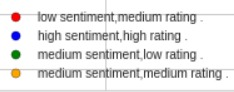 low sentiment,medium rating .
high sentiment,high rating .
medium sentiment,low rating .
medium sentiment,medium rating .